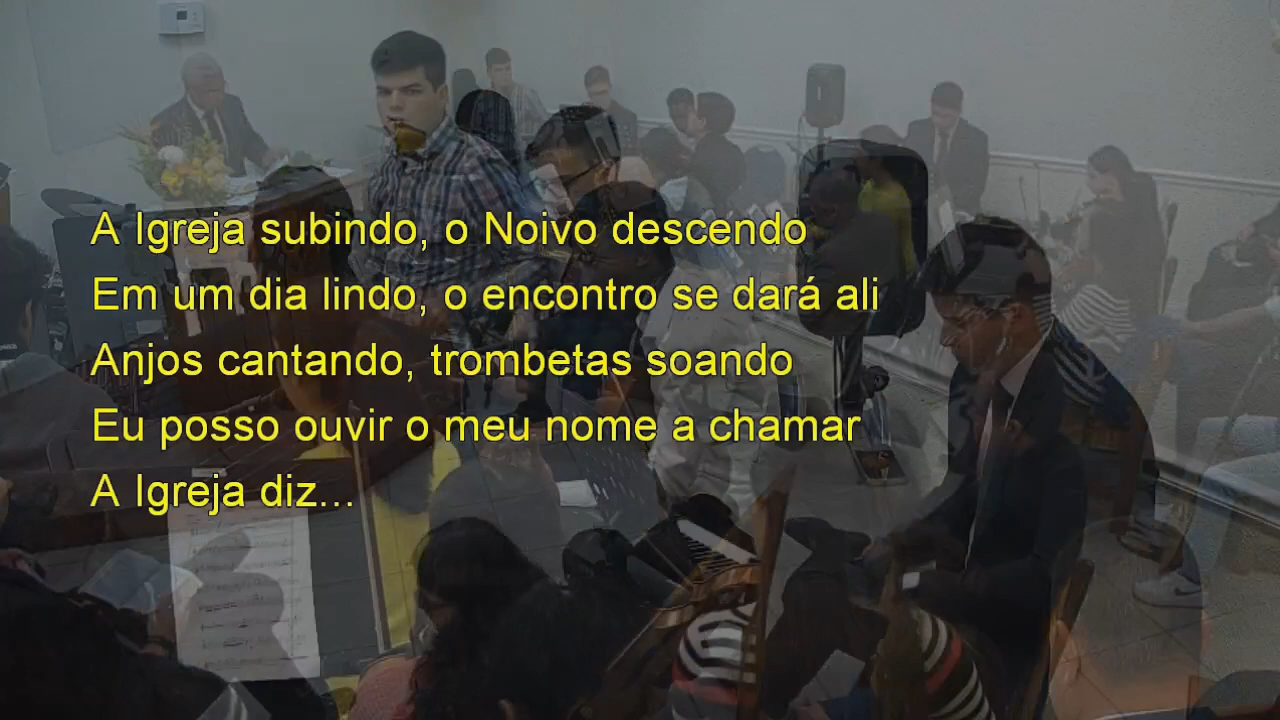 A Igreja subindo, o Noivo descendo
Em um dia lindo, o encontro se dará ali
Anjos cantando, trombetas soando
Eu posso ouvir o meu nome a chamar
A Igreja diz...